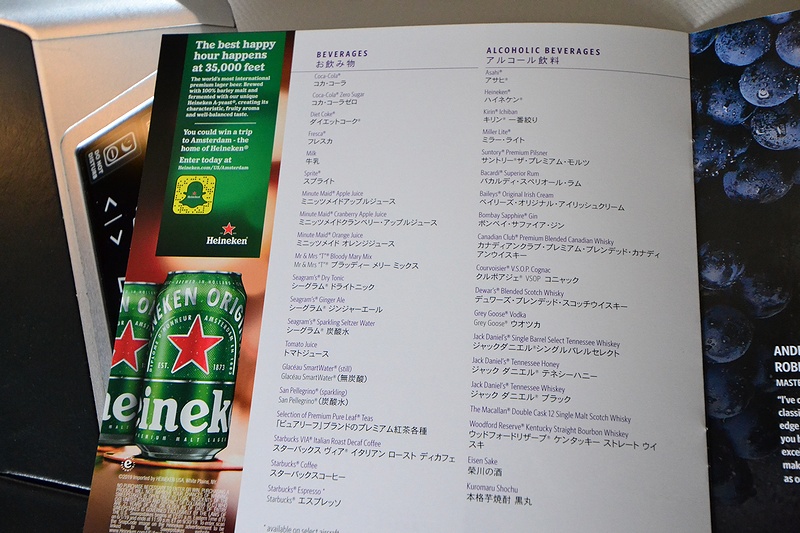 The best happy
hour happens
at 35,000 feet
The world's most international
premium lager beer. Brewed
with 100% barley malt and
fermented with our unique
Heineken A-yeast®, creating its
characteristic, fruity aroma
and well-balanced taste.
You could win a trip
to Amsterdam - the
home of Heineken®
Enter today at
Heineken.com/US/Amsterdam
Heineken
EST. 1873
©2019 Imported by HEINEKEN USA, White Plains, NY.
DO NOT
DISTURB
BEVERAGES
お飲み物
Coca-Cola®
コカ·コーラ
Coca-Cola® Zero Sugar
コカ·コーラゼロ
Diet Coke®
ダイエットコーク®
Fresca®
フレスカ
Milk
牛乳
Sprite®
スプライト
Minute Maid® Apple Juice
ミニッツメイドアップルジュース
Minute Maid® Cranberry Apple Juice
ミニッツメイドクランベリー・アップルジュース
Minute Maid® Orange Juice
ミニッツメイド オレンジジュース
Mr & Mrs "T"® Bloody Mary Mix
Mr & Mrs "T"® ブラッディー メリー ミックス
Seagram's® Dry Tonic
シーグラム® ドライトニック
Seagram's® Ginger Ale
シーグラム® ジンジャーエール
Seagram's® Sparkling Seltzer Water
シーグラム® 炭酸水
Tomato Juice
トマトジュース
Glacéau SmartWater® (still)
Glacéau SmartWater® (無炭酸)
San Pellegrino® (sparkling)
San Pellegrino® (炭酸水)
Selection of Premium Pure Leaf® Teas
「ピュアリーフ」ブランドのプレミアム紅茶各種
Starbucks VIA® Italian Roast Decaf Coffee
スターバックス ヴィア® イタリアン ロースト ディカフェ
Starbucks® Coffee
スターバックスコーヒー
Starbucks® Espresso *
Starbucks® エスプレッソ
* available on select aircraft
ALCOHOLIC BEVERAGES
アルコール飲料
Asahi®
アサヒ®
Heineken®
ハイネケン®
Kirin® Ichiban
キリン® 一番絞り
Miller Lite®
ミラー·ライト
Suntory® Premium Pilsner
サントリー®ザ·プレミアム·モルツ
Bacardi® Superior Rum
バカルディ·スペリオール·ラム
Baileys® Original Irish Cream
ベイリーズ·オリジナル·アイリッシュクリーム
Bombay Sapphire® Gin
ボンベイ·サファイア·ジン
Canadian Club® Premium Blended Canadian Whisky
カナディアンクラブ·プレミアム·ブレンデッド·カナディ
アンウイスキー
Courvoisier® V.S.O.P. Cognac
クルボアジェ® VSOP コニャック
Dewar's® Blended Scotch Whisky
デュワーズ·ブレンデッド·スコッチウイスキー
Grey Goose® Vodka
Grey Goose® ウオツカ
Jack Daniel's® Single Barrel Select Tennessee Whiskey
ジャックダニエル®シングルバレルセレクト
Jack Daniel's® Tennessee Honey
ジャック ダニエル® テネシーハニー
Jack Daniel's® Tennessee Whiskey
ジャック ダニエル® ブラック
The Macallan® Double Cask 12 Single Malt Scotch Whisky
Woodford Reserve® Kentucky Straight Bourbon Whiskey
ウッドフォードリザーブ® ケンタッキー ストレート ウイ
スキ
Eisen Sake
榮川の酒
Kuromaru Shochu
本格芋焼酎 黒丸